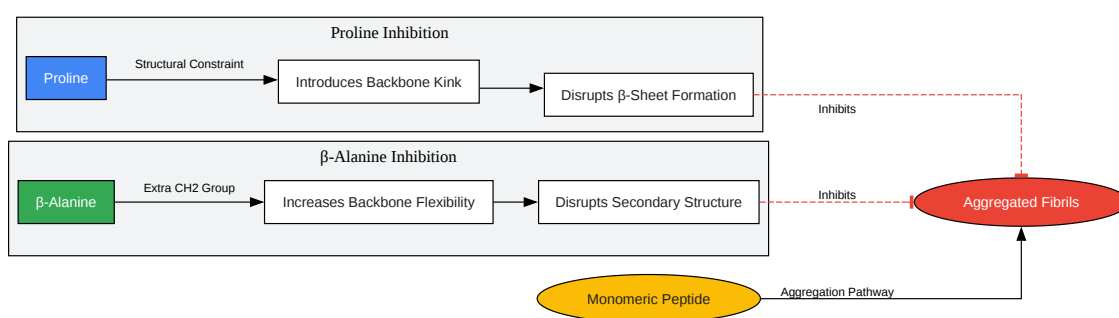 Proline Inhibition
Proline
Structural Constraint
Introduces Backbone Kink
Disrupts β-Sheet Formation
Inhibits
β-Alanine Inhibition
β-Alanine
Extra CH2 Group
Increases Backbone Flexibility
Disrupts Secondary Structure
Inhibits
Aggregated Fibrils
Monomeric Peptide
Aggregation Pathway